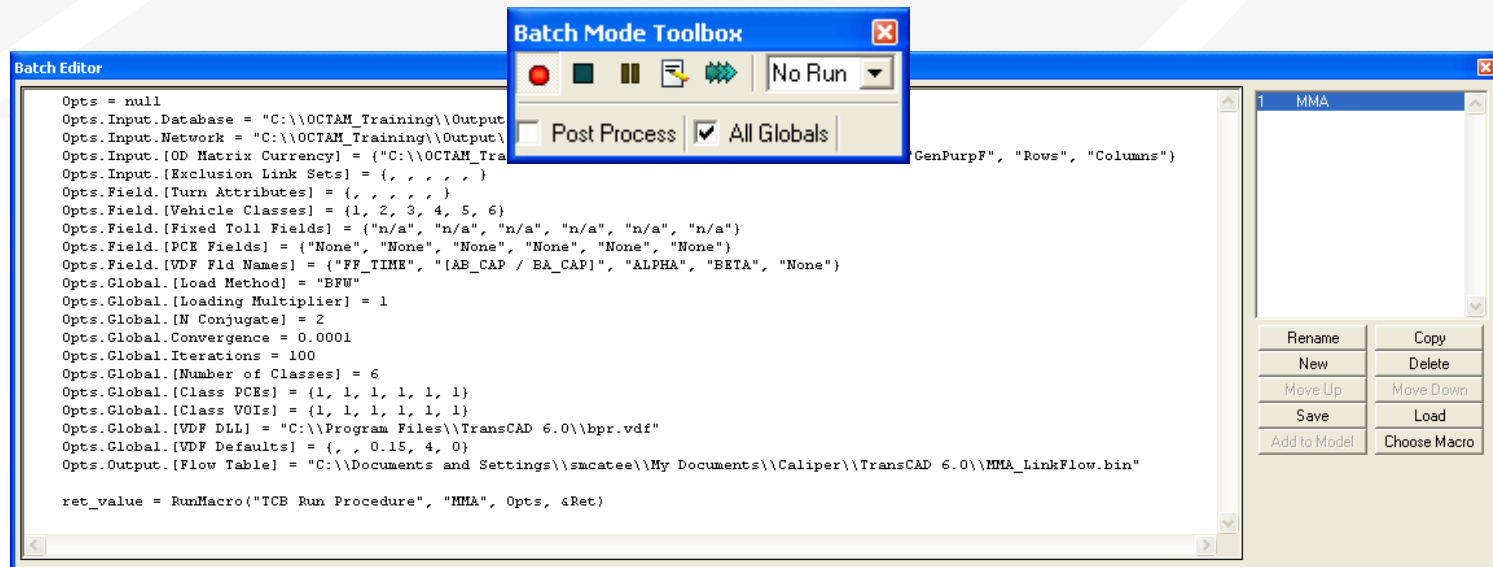 Batch Mode Toolbox
No Run
Post Process All Globals
Batch Editor
Opts = null
Opts.Input.Database = "C:\\OCTAM_Training\\Output
Opts.Input.Network = "C:\\OCTAM_Training\\Output\
Opts.Input.[OD Matrix Currency] = {"C:\\OCTAM_Tra "GenPurpF", "Rows", "Columns"}
Opts.Input.[Exclusion Link Sets] = {, , , , , }
Opts.Field.[Turn Attributes] = {, , , , , }
Opts.Field.[Vehicle Classes] = {1, 2, 3, 4, 5, 6}
Opts.Field.[Fixed Toll Fields] = {"n/a", "n/a", "n/a", "n/a", "n/a", "n/a"}
Opts.Field.[PCE Fields] = {"None", "None", "None", "None", "None", "None"}
Opts.Field.[VDF Fld Names] = {"FF_TIME", "[AB_CAP / BA_CAP]", "ALPHA", "BETA", "None"}
Opts.Global.[Load Method] = "BFW"
Opts.Global.[Loading Multiplier] = 1
Opts.Global.[N Conjugate] = 2
Opts.Global.Convergence = 0.0001
Opts.Global.Iterations = 100
Opts.Global.[Number of Classes] = 6
Opts.Global.[Class PCEs] = {1, 1, 1, 1, 1, 1}
Opts.Global.[Class VOIs] = {1, 1, 1, 1, 1, 1}
Opts.Global.[VDF DLL] = "C:\\Program Files\\TransCAD 6.0\\bpr.vdf"
Opts.Global.[VDF Defaults] = {, , 0.15, 4, 0}
Opts.Output.[Flow Table] = "C:\\Documents and Settings\\smcatee\\My Documents\\Caliper\\TransCAD 6.0\\MMA_LinkFlow.bin"
ret_value = RunMacro("TCB Run Procedure", "MMA", Opts, &Ret)
1 MMA
Rename Copy
New Delete
Move Up Move Down
Save Load
Add to Model Choose Macro